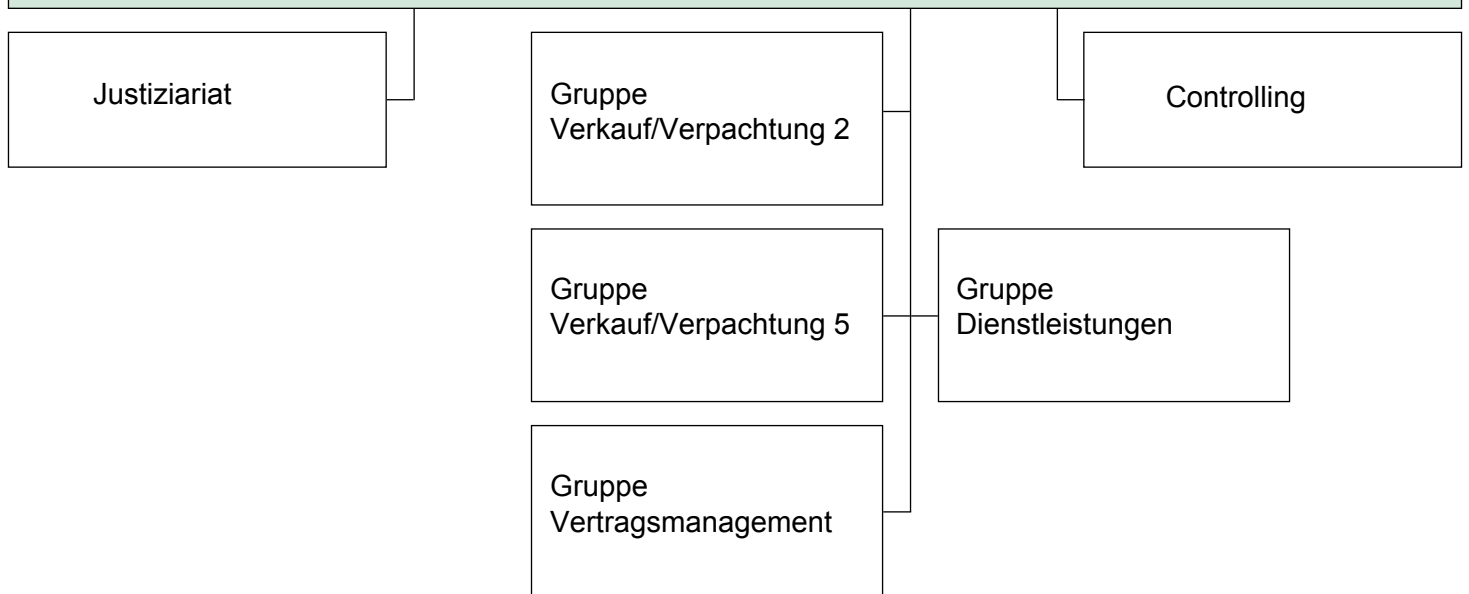 Justiziariat
Gruppe
Verkauf/Verpachtung 2
Controlling
Gruppe
Verkauf/Verpachtung 5
Gruppe
Dienstleistungen
Gruppe
Vertragsmanagement